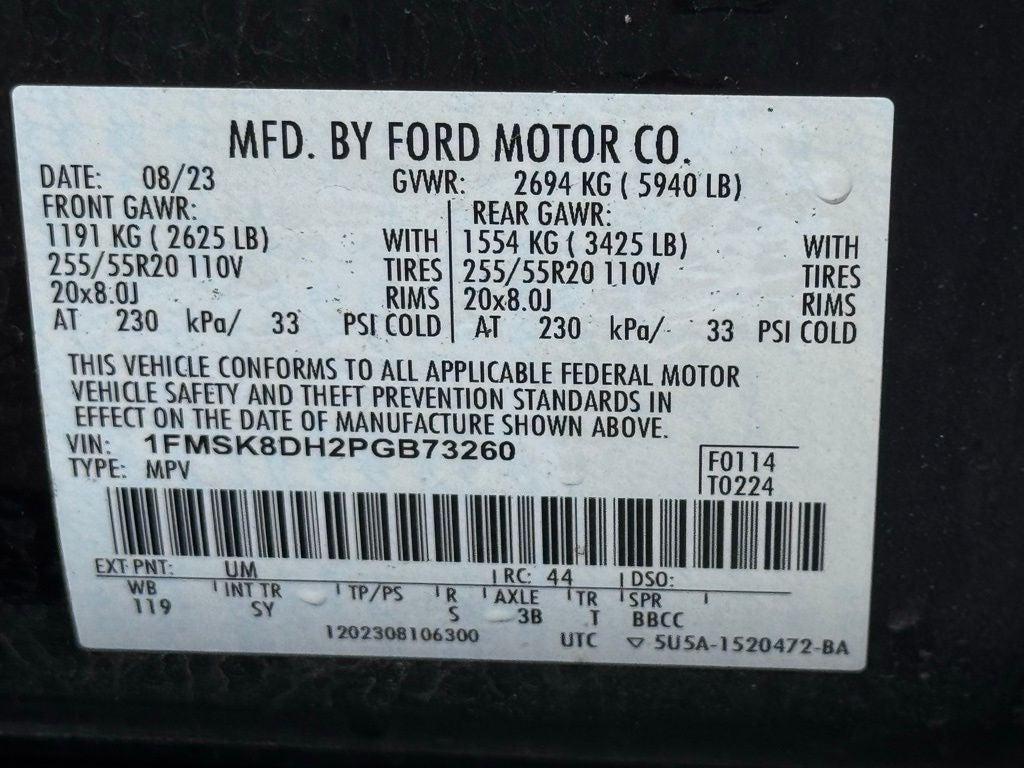 MFD. BY FORD MOTOR CO.
DATE: 08/23 GVWR: 2694 KG ( 5940 LB)
FRONT GAWR: REAR GAWR:
1191 KG ( 2625 LB) WITH 1554 KG ( 3425 LB) WITH
255/55R20 110V TIRES 255/55R20 110V TIRES
20x8.0J RIMS 20x8.0J RIMS
AT 230 kPa/ 33 PSI COLD AT 230 kPa/ 33 PSI COLD
THIS VEHICLE CONFORMS TO ALL APPLICABLE FEDERAL MOTOR
VEHICLE SAFETY AND THEFT PREVENTION STANDARDS IN
EFFECT ON THE DATE OF MANUFACTURE SHOWN ABOVE.
VIN: 1FMSK8DH2PGB73260
TYPE: MPV
F0114
T0224
EXT PNT: UM RC: 44 DSO:
WB INT TR TP/PS R AXLE TR SPR
119 SY S 3B T BBCC
1202308106300 UTC ▽ 5U5A-1520472-BA